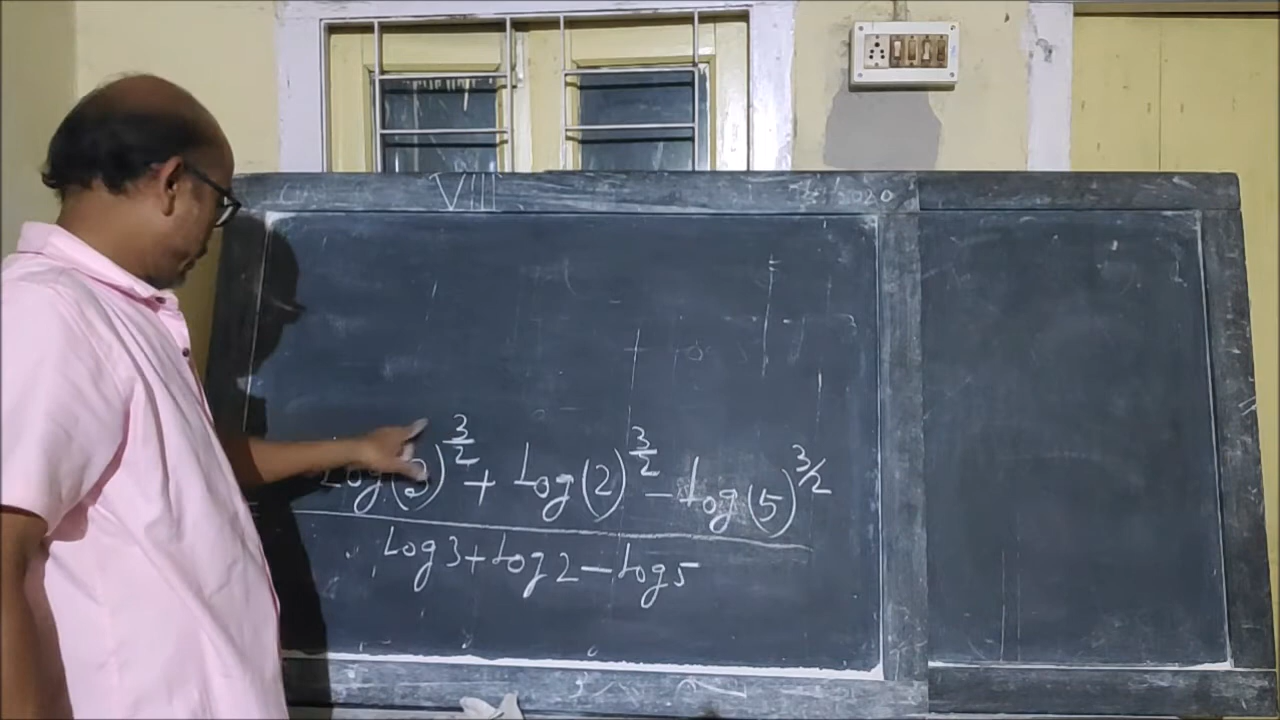 VIII
log(3)^3/2 + log(2)^3/2 - log(5)^3/2
log3 + log2 - log5